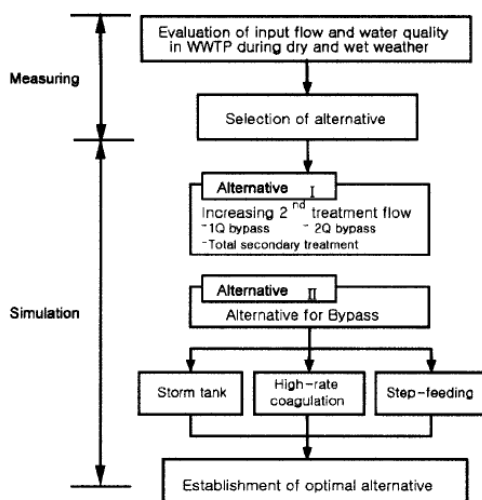 Evaluation of input flow and water quality
in WWTP during dry and wet weather
Measuring
Selection of alternative
Alternative I
Increasing 2nd treatment flow
-1Q bypass - 2Q bypass
-Total secondary treatment
Alternative II
Alternative for Bypass
Simulation
Storm tank
High-rate
coagulation
Step-feeding
Establishment of optimal alternative